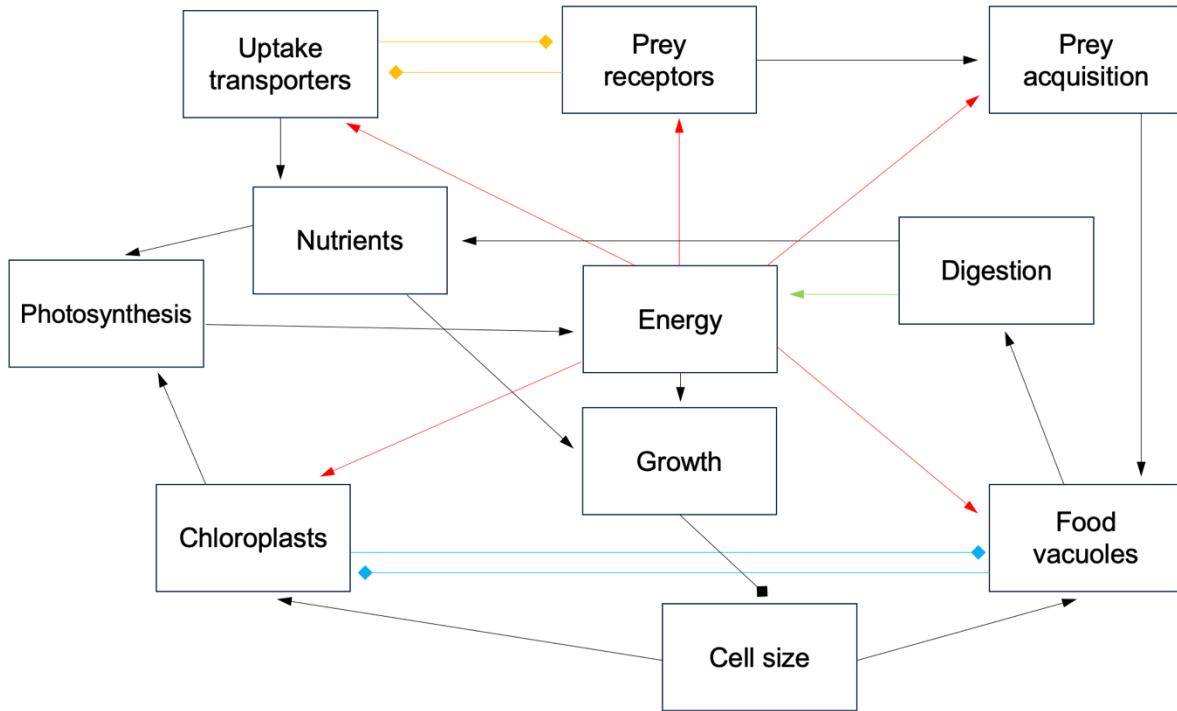 Uptake
transporters
Prey
receptors
Prey
acquisition
Nutrients
Digestion
Photosynthesis
Energy
Growth
Chloroplasts
Food
vacuoles
Cell size